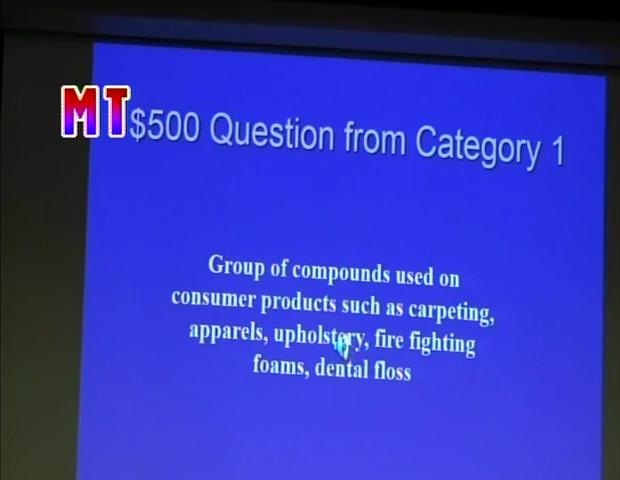 MT
$500 Question from Category 1
Group of compounds used on
consumer products such as carpeting,
apparels, upholstery, fire fighting
foams, dental floss